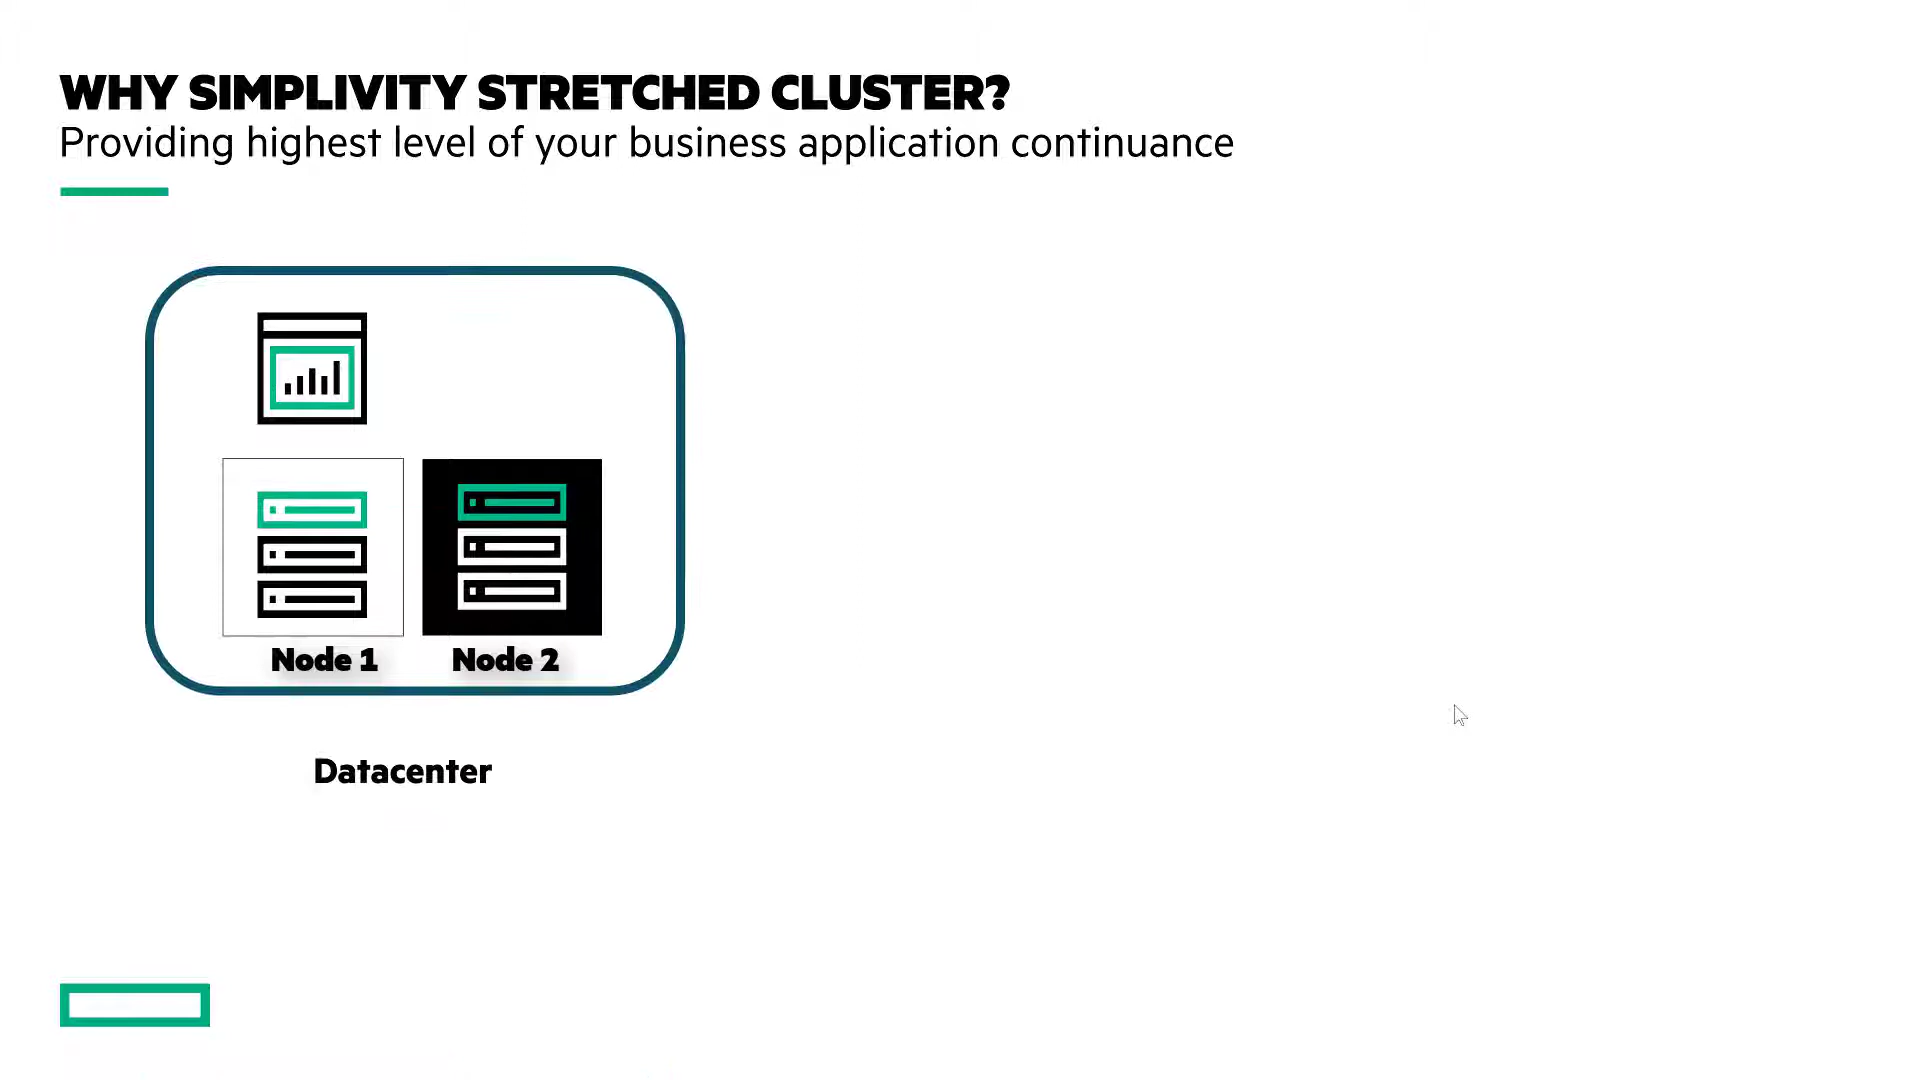 WHY SIMPLIVITY STRETCHED CLUSTER?
Providing highest level of your business application continuance
Node 1
Node 2
Datacenter